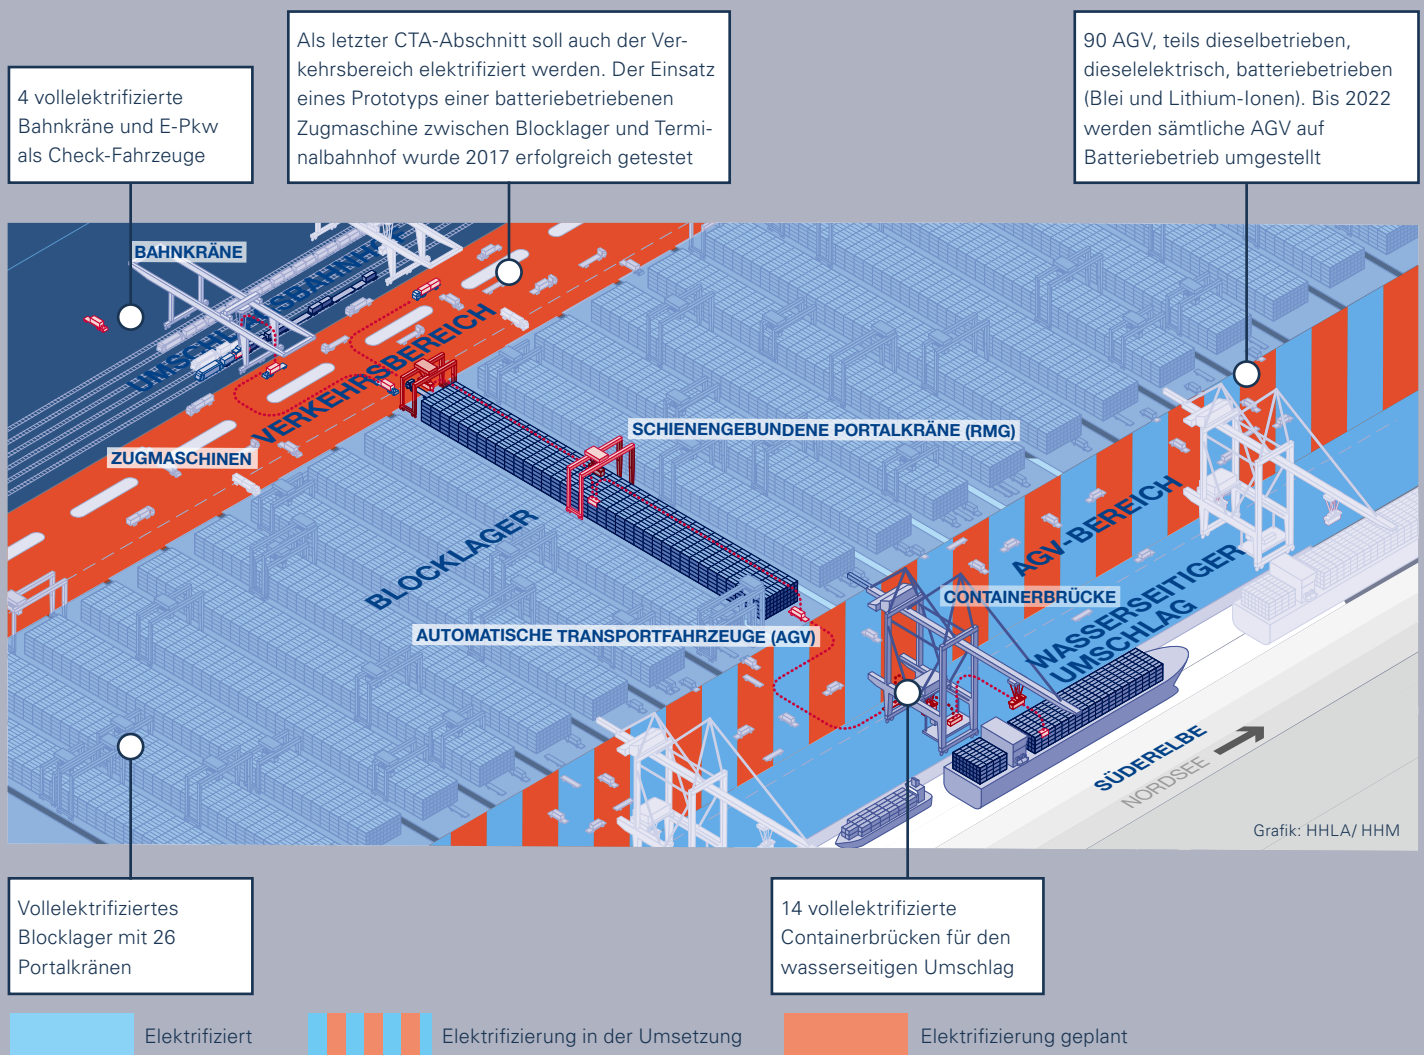 4 vollelektrifizierte
Bahnkräne und E-Pkw
als Check-Fahrzeuge
Als letzter CTA-Abschnitt soll auch der Ver-
kehrsbereich elektrifiziert werden. Der Einsatz
eines Prototyps einer batteriebetriebenen
Zugmaschine zwischen Blocklager und Termi-
nalbahnhof wurde 2017 erfolgreich getestet
90 AGV, teils dieselbetrieben,
dieselelektrisch, batteriebetrieben
(Blei und Lithium-Ionen). Bis 2022
werden sämtliche AGV auf
Batteriebetrieb umgestellt
BAHNKRÄNE
UMSCHLAGSBAHNHOF
VERKEHRSBEREICH
ZUGMASCHINEN
SCHIENENGEBUNDENE PORTALKRÄNE (RMG)
BLOCKLAGER
AGV-BEREICH
CONTAINERBRÜCKE
AUTOMATISCHE TRANSPORTFAHRZEUGE (AGV)
WASSERSEITIGER
UMSCHLAG
SÜDERELBE
NORDSEE
Grafik: HHLA/ HHM
Vollelektrifiziertes
Blocklager mit 26
Portalkränen
14 vollelektrifizierte
Containerbrücken für den
wasserseitigen Umschlag
Elektrifiziert
Elektrifizierung in der Umsetzung
Elektrifizierung geplant